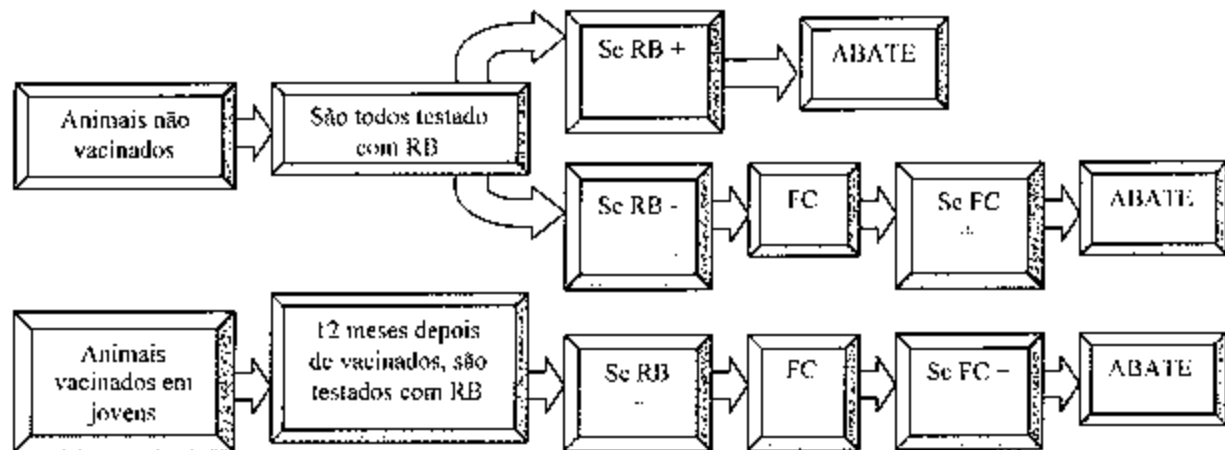 Se RB +
ABATE
Animais não
vacinados
São todos testado
com RB
Se RB -
FC
Se FC
+
ABATE
Animais
vacinados em
jovens
12 meses depois
de vacinados, são
testados com RB
Se RB
FC
Se FC
ABATE